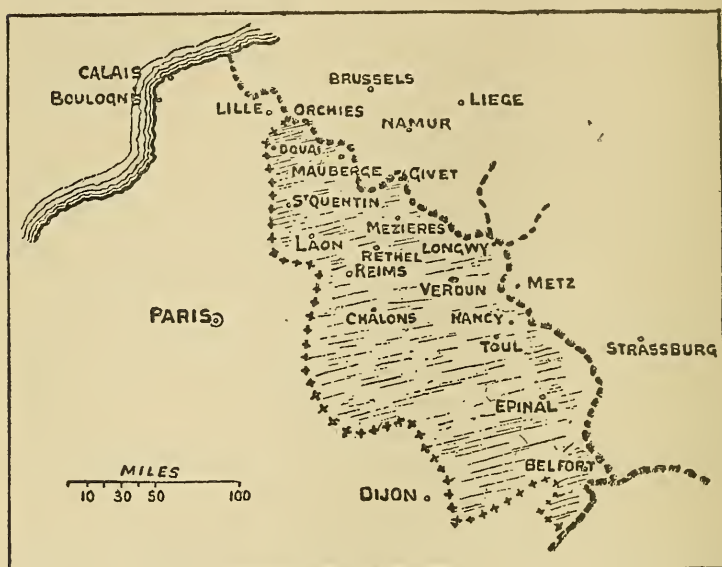 CALAIS
BOULOGNE
BRUSSELS
LIEGE
LILLE
ORCHIES
NAMUR
DOUAI
MAUBERGE
GIVET
ST QUENTIN
MEZIERES
LAON
RETHEL
LONGWY
REIMS
VERDUN
METZ
PARIS
CHÂLONS
NANCY
TOUL
STRASSBURG
EPINAL
BELFORT
DIJON
MILES
10 30 50 100